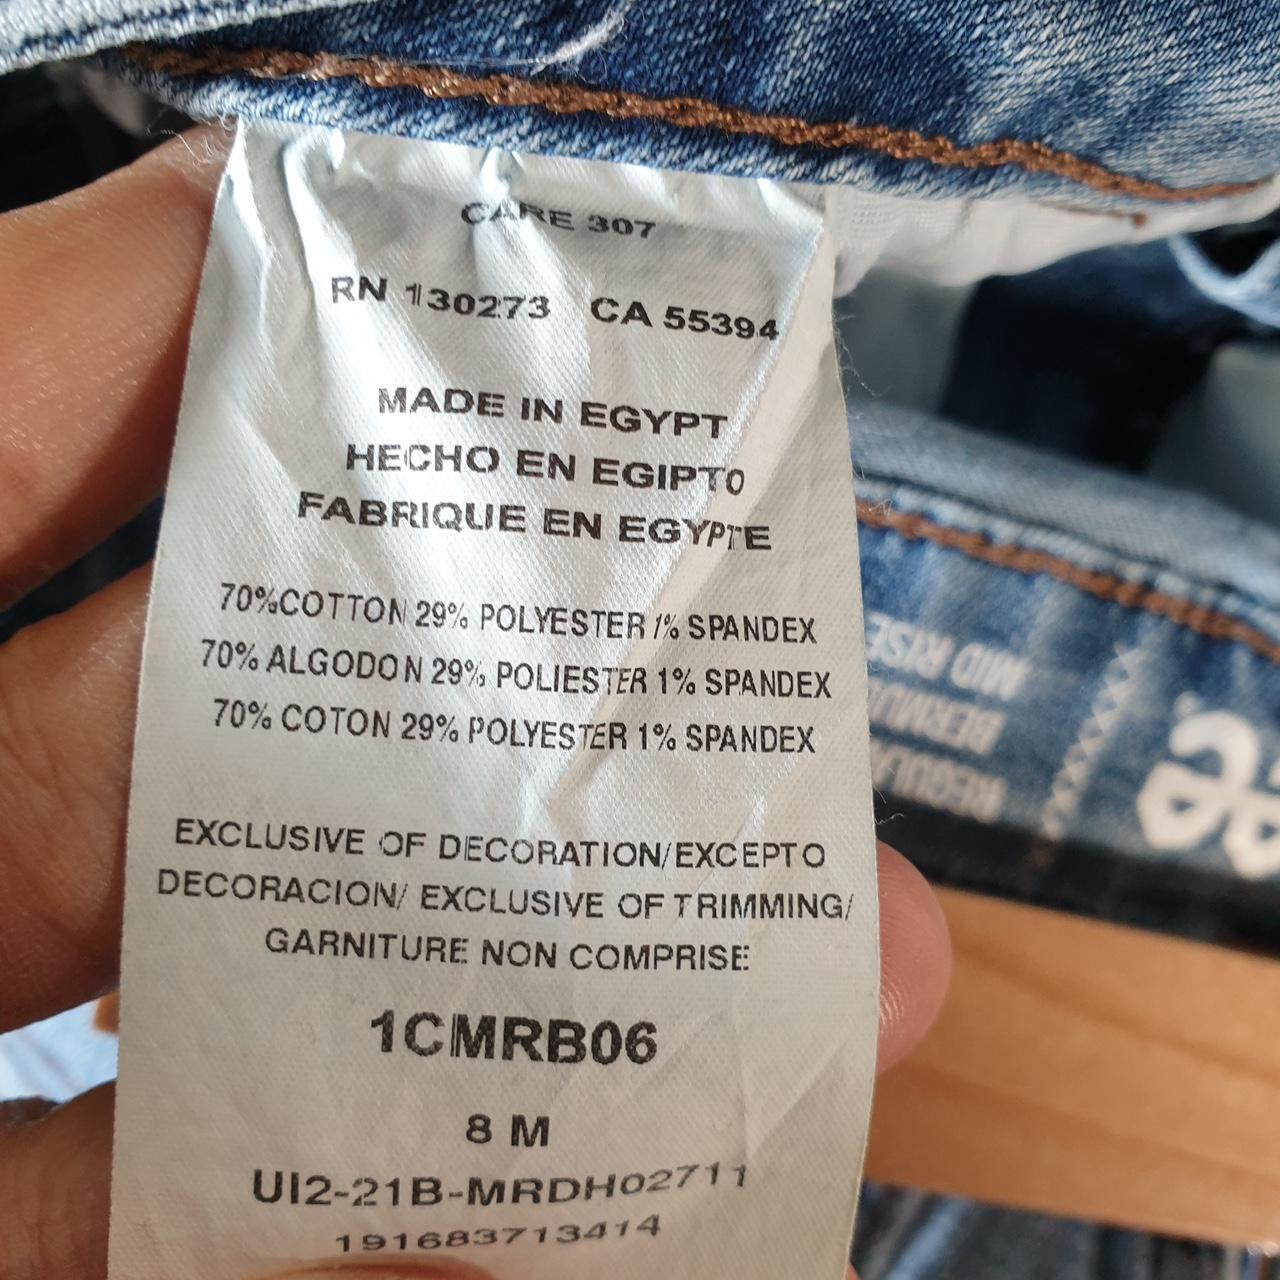 CARE 307
RN 130273 CA 55394
MADE IN EGYPT
HECHO EN EGIPTO
FABRIQUE EN EGYPTE
70%COTTON 29% POLYESTER 1% SPANDEX
70% ALGODON 29% POLIESTER 1% SPANDEX
70% COTON 29% POLYESTER 1% SPANDEX
EXCLUSIVE OF DECORATION/EXCEPTO
DECORACION/ EXCLUSIVE OF TRIMMING/
GARNITURE NON COMPRISE
1CMRB06
8 M
UI2-21B-MRDH02711
191683713414
MID RISE